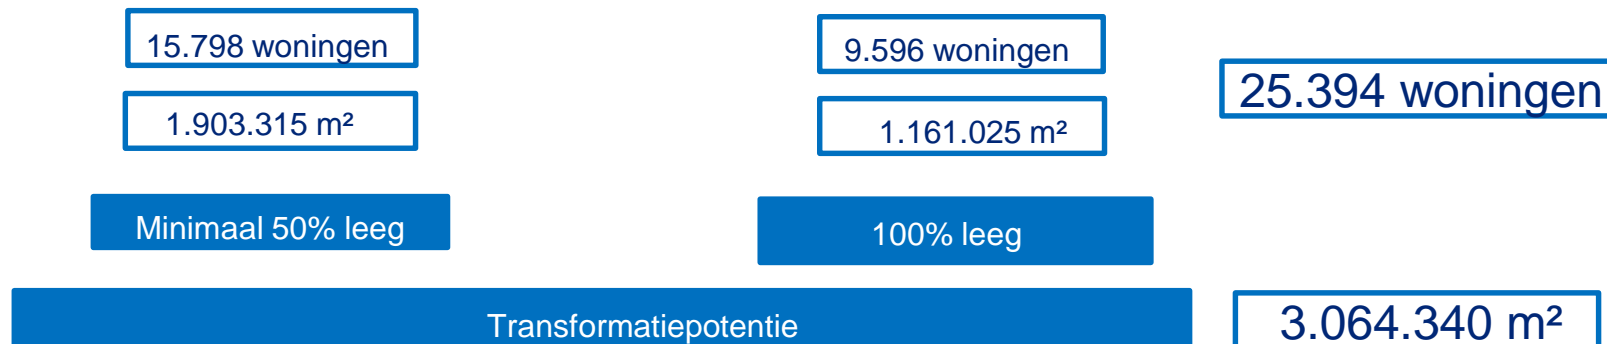 15.798 woningen
9.596 woningen
25.394 woningen
1.903.315 m²
1.161.025 m²
Minimaal 50% leeg
100% leeg
Transformatiepotentie
3.064.340 m²